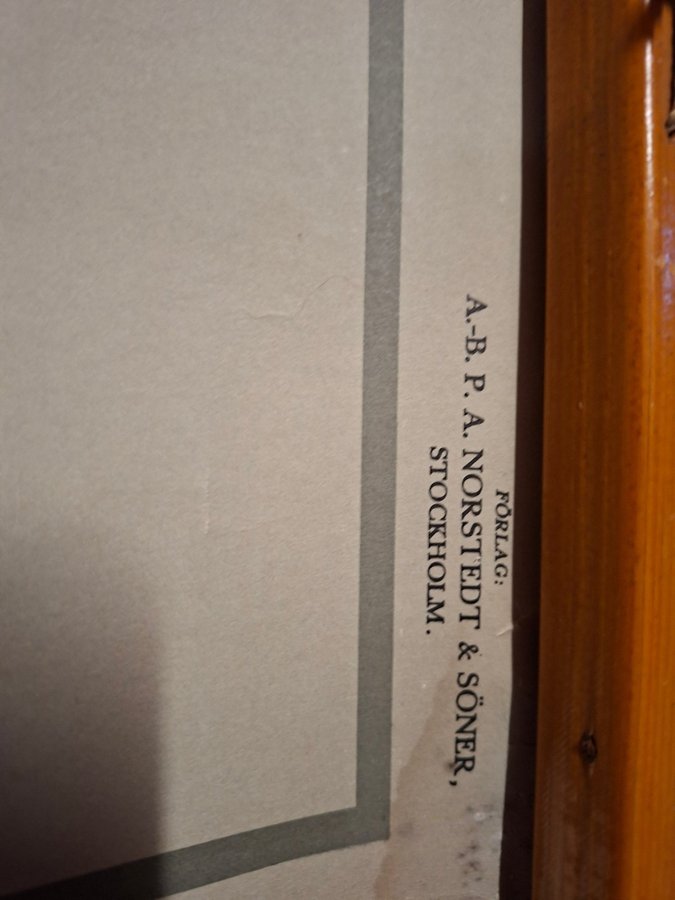 FÖRLAG:
A.-B. P. A. NORSTEDT & SÖNER,
STOCKHOLM.